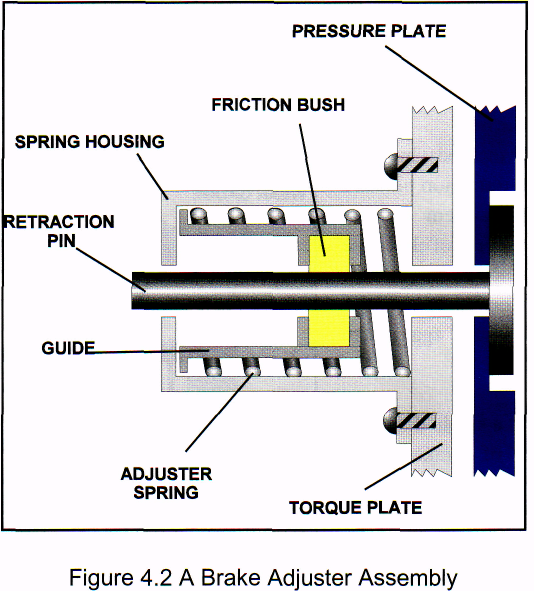 PRESSURE PLATE
FRICTION BUSH
SPRING HOUSING
RETRACTION
PIN
GUIDE
ADJUSTER
SPRING
TORQUE PLATE
Figure 4.2 A Brake Adjuster Assembly